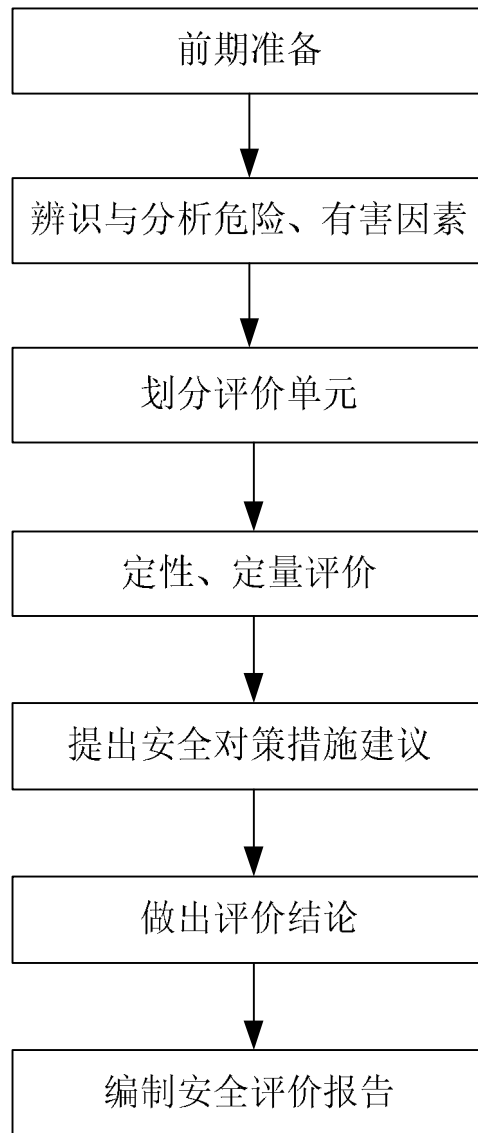 前期准备
辨识与分析危险、有害因素
划分评价单元
定性、定量评价
提出安全对策措施建议
做出评价结论
编制安全评价报告